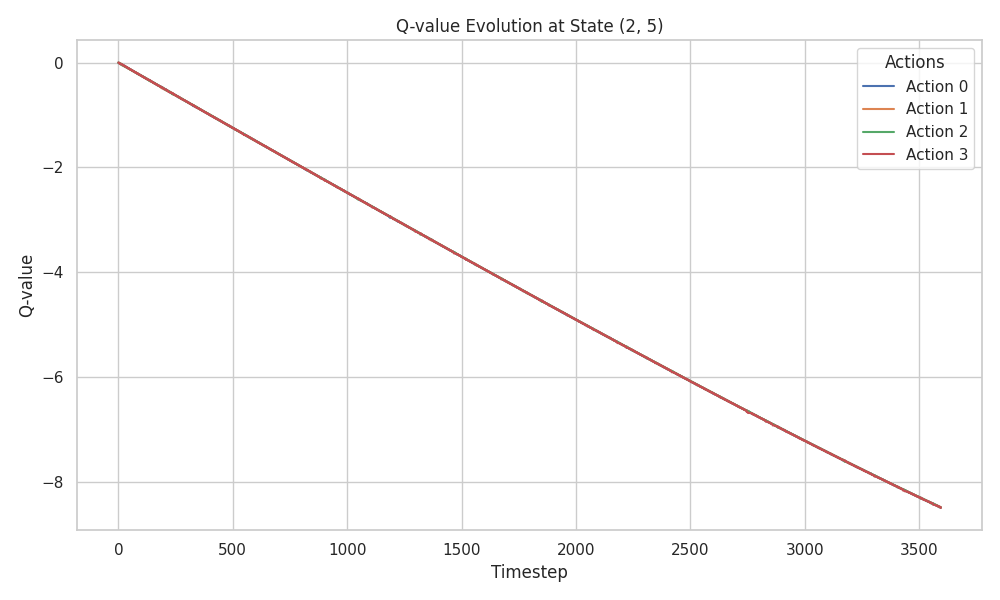 Q-value Evolution at State (2, 5)
Actions
Action 0
Action 1
Action 2
Action 3
Q-value
0
−2
−4
−6
−8
0 500 1000 1500 2000 2500 3000 3500
Timestep